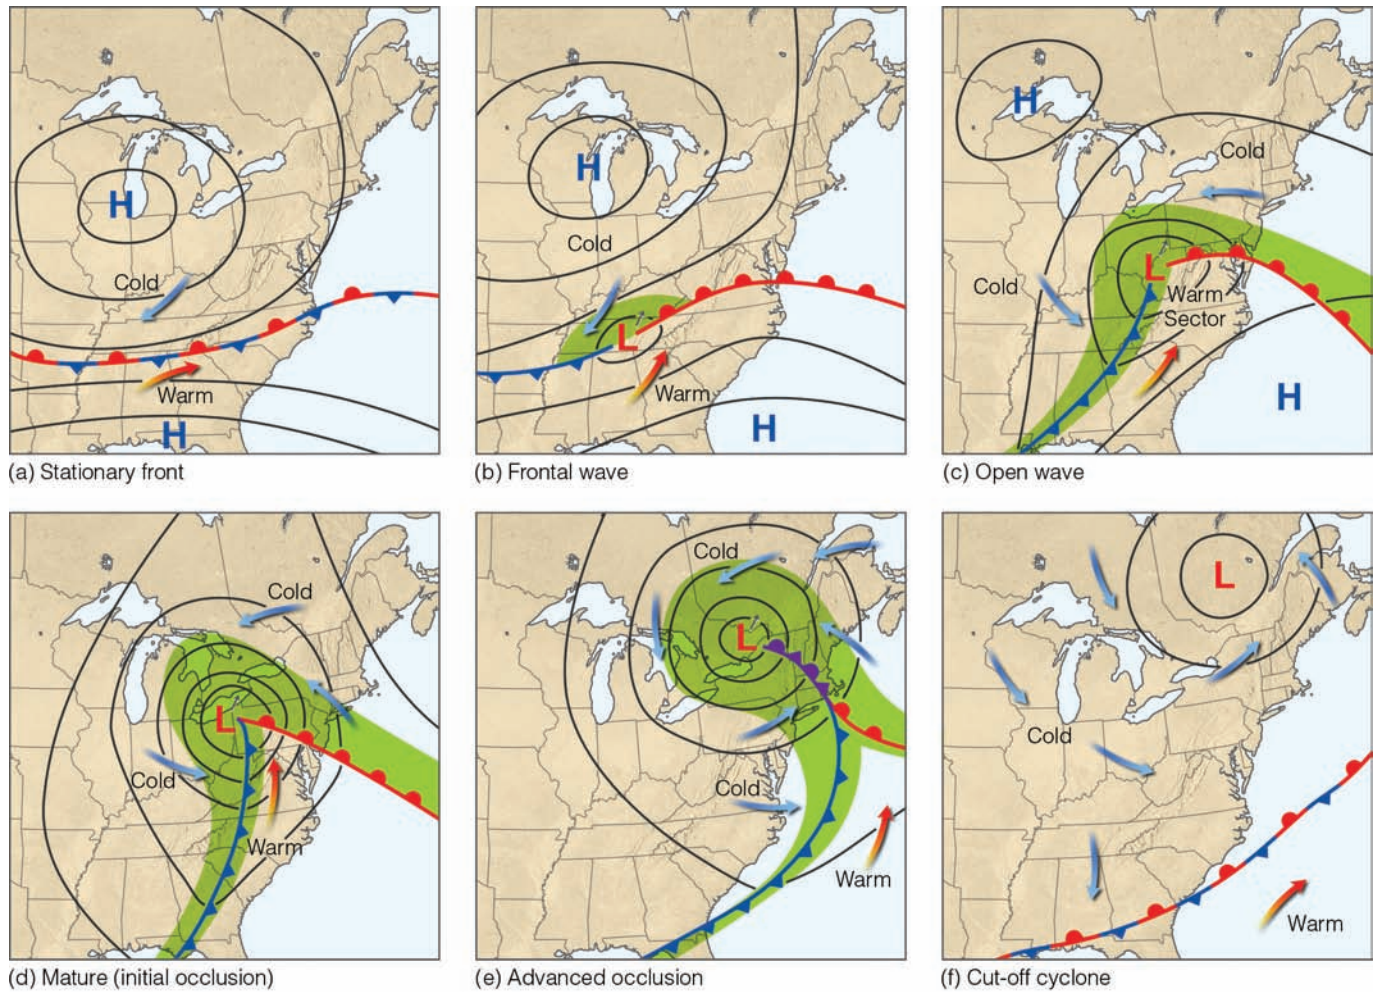 H
Cold
Warm
H
(a) Stationary front
H
Cold
L
Warm
H
(b) Frontal wave
H
Cold
Cold
L
Warm
Sector
H
(c) Open wave
Cold
L
Cold
Warm
(d) Mature (initial occlusion)
Cold
L
Cold
Warm
(e) Advanced occlusion
L
Cold
Warm
(f) Cut-off cyclone